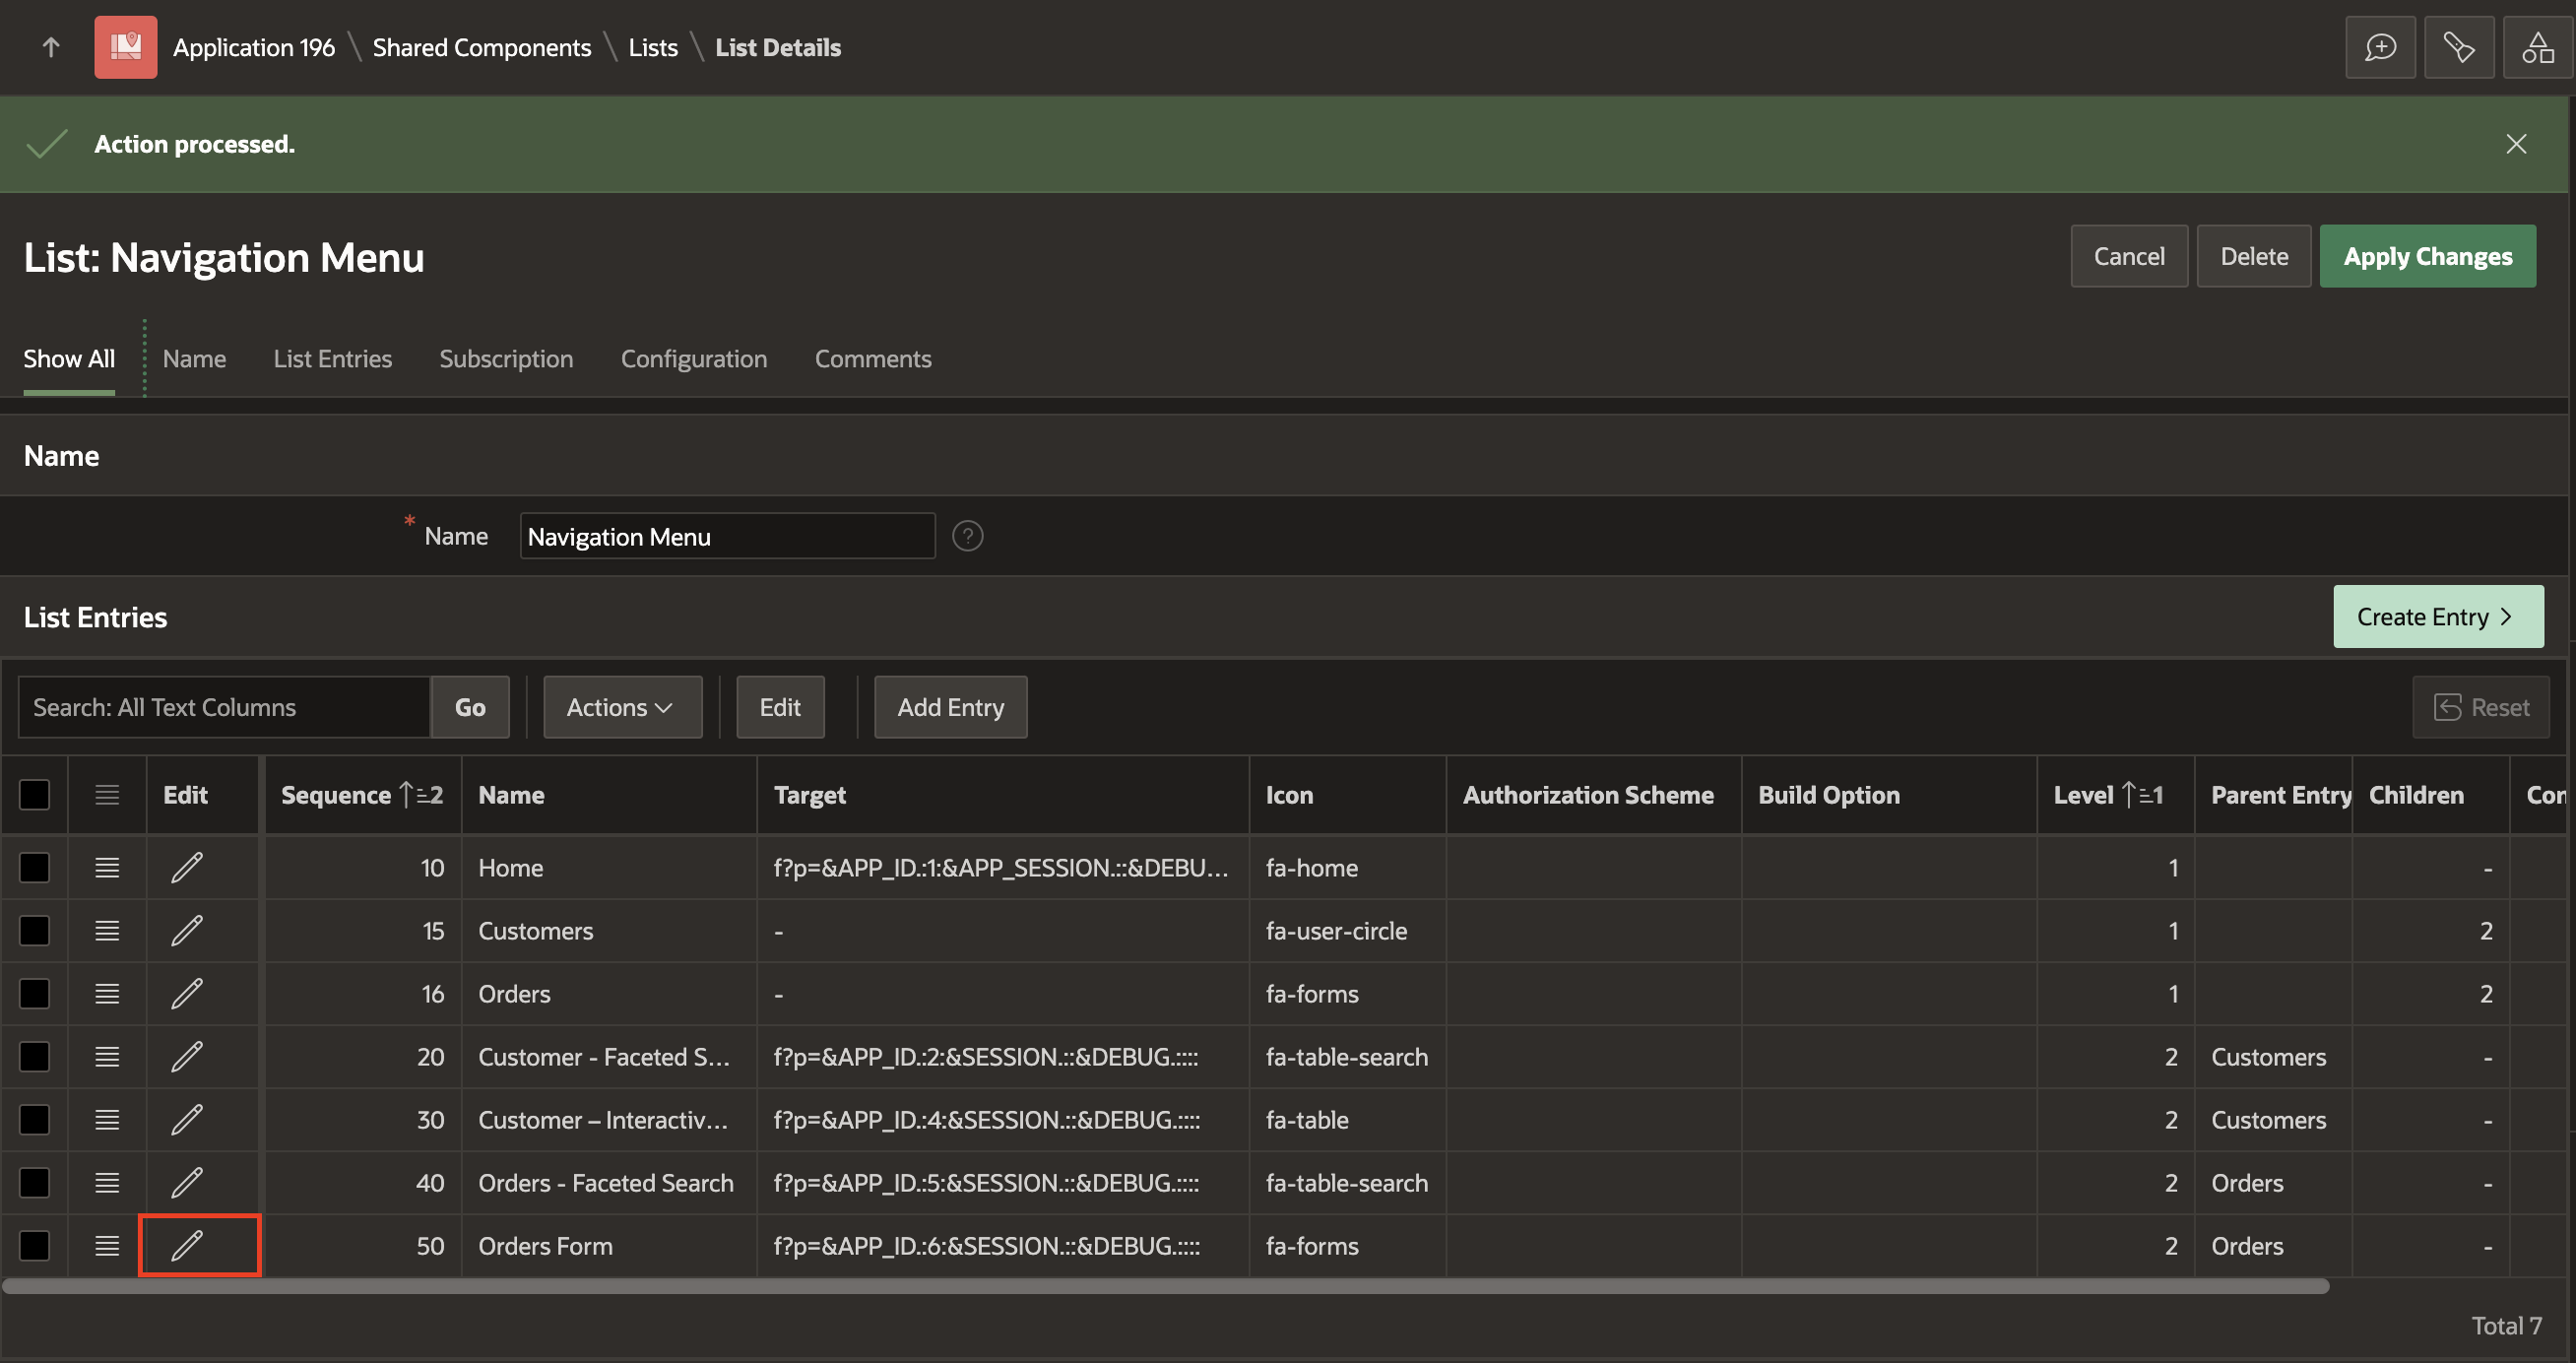 Application 196 \ Shared Components \ Lists \ List Details
Action processed.
List: Navigation Menu
Cancel Delete Apply Changes
Show All Name List Entries Subscription Configuration Comments
Name
* Name Navigation Menu ?
List Entries Create Entry >
Search: All Text Columns Go Actions Edit Add Entry Reset
Edit Sequence 2 Name Target Icon Authorization Scheme Build Option Level 1 Parent Entry Children Con
10 Home f?p=&APP_ID.:1:&APP_SESSION.::&DEBU... fa-home 1 -
15 Customers - fa-user-circle 1 2
16 Orders - fa-forms 1 2
20 Customer - Faceted S... f?p=&APP_ID.:2:&SESSION.::&DEBUG.:::: fa-table-search 2 Customers -
30 Customer – Interactiv... f?p=&APP_ID.:4:&SESSION.::&DEBUG.:::: fa-table 2 Customers -
40 Orders - Faceted Search f?p=&APP_ID.:5:&SESSION.::&DEBUG.:::: fa-table-search 2 Orders -
50 Orders Form f?p=&APP_ID.:6:&SESSION.::&DEBUG.:::: fa-forms 2 Orders -
Total 7